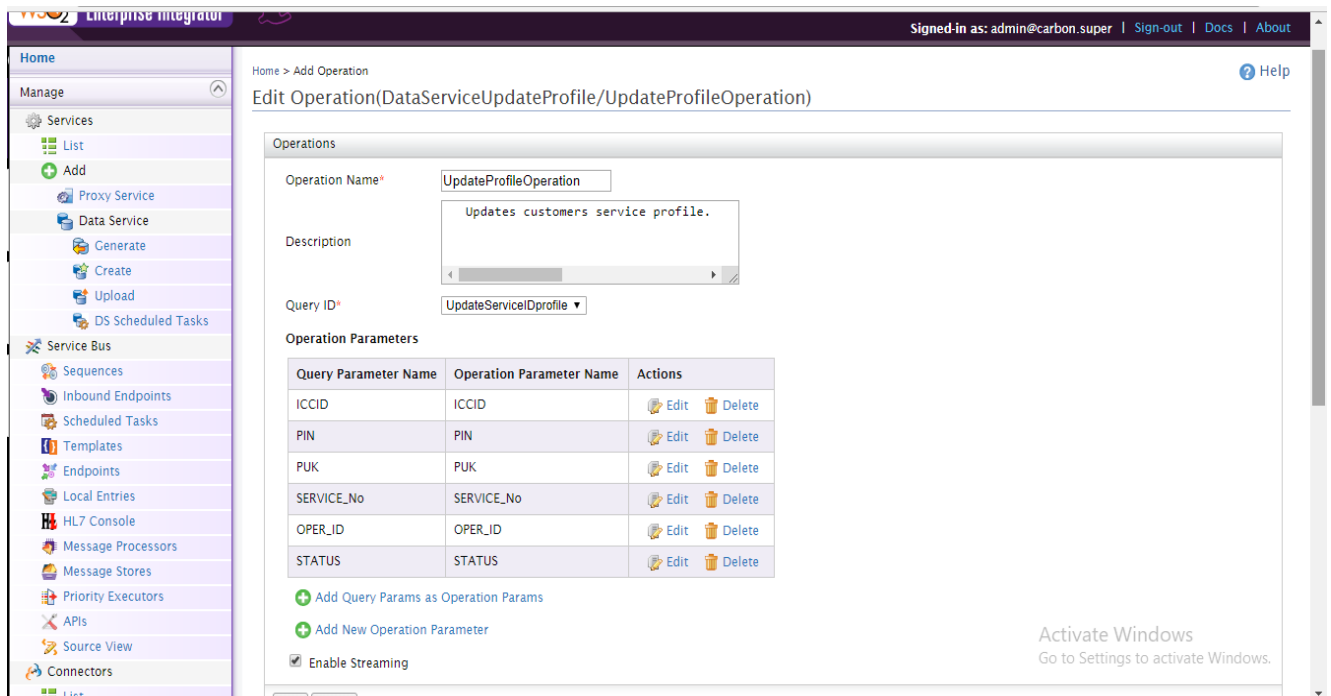 WSO2 Enterprise Integrator
Signed-in as: admin@carbon.super | Sign-out | Docs | About
Home
Manage
Services
List
Add
Proxy Service
Data Service
Generate
Create
Upload
DS Scheduled Tasks
Service Bus
Sequences
Inbound Endpoints
Scheduled Tasks
Templates
Endpoints
Local Entries
HL7 Console
Message Processors
Message Stores
Priority Executors
APIs
Source View
Connectors
List
Home > Add Operation
Help
Edit Operation(DataServiceUpdateProfile/UpdateProfileOperation)
Operations
Operation Name* UpdateProfileOperation
Description Updates customers service profile.
Query ID* UpdateServiceIDprofile
Operation Parameters
Query Parameter Name Operation Parameter Name Actions
ICCID ICCID Edit Delete
PIN PIN Edit Delete
PUK PUK Edit Delete
SERVICE_No SERVICE_No Edit Delete
OPER_ID OPER_ID Edit Delete
STATUS STATUS Edit Delete
Add Query Params as Operation Params
Add New Operation Parameter
Enable Streaming
Activate Windows
Go to Settings to activate Windows.